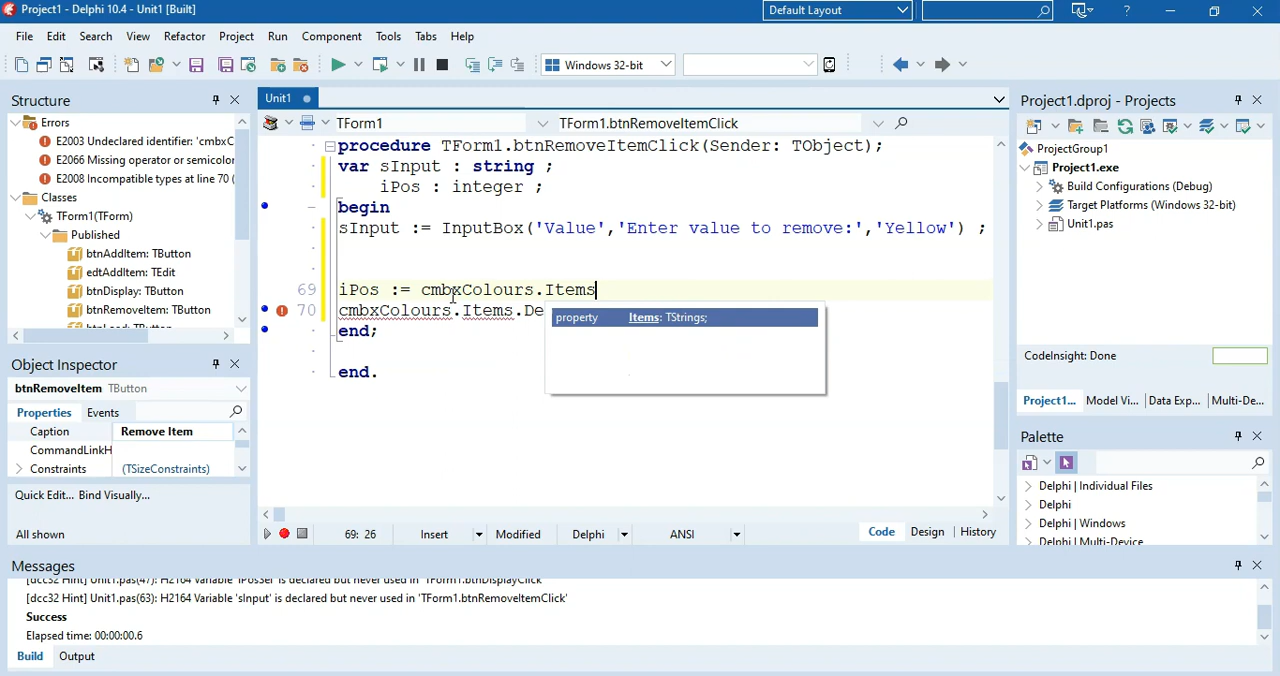 Project1 - Delphi 10.4 - Unit1 [Built]
Default Layout
?
File Edit Search View Refactor Project Run Component Tools Tabs Help
Windows 32-bit
Structure
Errors
E2003 Undeclared identifier: 'cmbxC
E2066 Missing operator or semicolon
E2008 Incompatible types at line 70 (
Classes
TForm1(TForm)
Published
btnAddItem: TButton
edtAddItem: TEdit
btnDisplay: TButton
btnRemoveItem: TButton
btnLoad: TButton
Object Inspector
btnRemoveItem TButton
Properties Events
Caption Remove Item
CommandLinkH
Constraints (TSizeConstraints)
Quick Edit... Bind Visually...
All shown
Unit1
TForm1 TForm1.btnRemoveItemClick
procedure TForm1.btnRemoveItemClick(Sender: TObject);
var sInput : string ;
iPos : integer ;
begin
sInput := InputBox('Value','Enter value to remove:','Yellow') ;
69 iPos := cmbxColours.Items
70 cmbxColours.Items.De
property Items: TStrings;
end;
end.
69: 26 Insert Modified Delphi ANSI Code Design History
Project1.dproj - Projects
ProjectGroup1
Project1.exe
Build Configurations (Debug)
Target Platforms (Windows 32-bit)
Unit1.pas
CodeInsight: Done
Project1... Model Vi... Data Exp... Multi-De...
Palette
Delphi | Individual Files
Delphi
Delphi | Windows
Delphi | Multi-Device
Messages
[dcc32 Hint] Unit1.pas(47): H2164 Variable 'iPosSel' is declared but never used in 'TForm1.btnDisplayClick'
[dcc32 Hint] Unit1.pas(63): H2164 Variable 'sInput' is declared but never used in 'TForm1.btnRemoveItemClick'
Success
Elapsed time: 00:00:00.6
Build Output